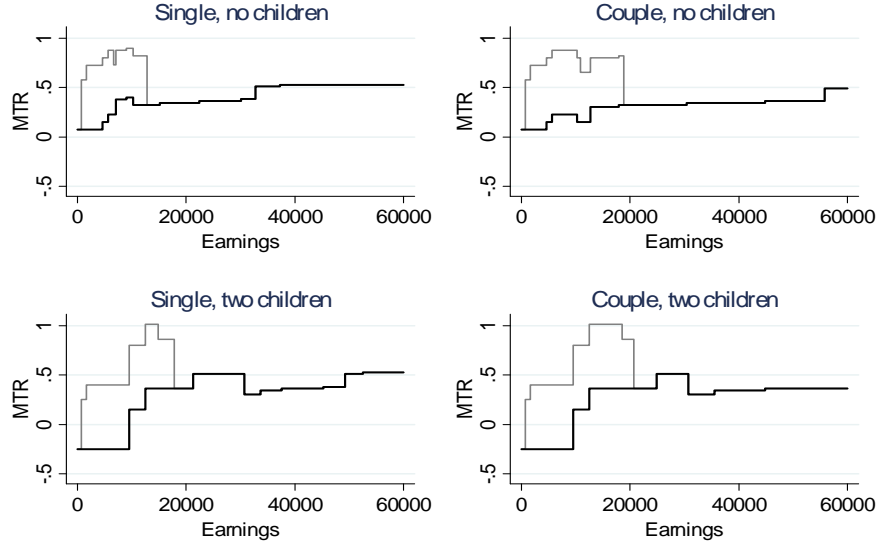 Single, no children
MTR
1
.5
0
-.5
0 20000 40000 60000
Earnings
Couple, no children
MTR
1
.5
0
-.5
0 20000 40000 60000
Earnings
Single, two children
MTR
1
.5
0
-.5
0 20000 40000 60000
Earnings
Couple, two children
MTR
1
.5
0
-.5
0 20000 40000 60000
Earnings